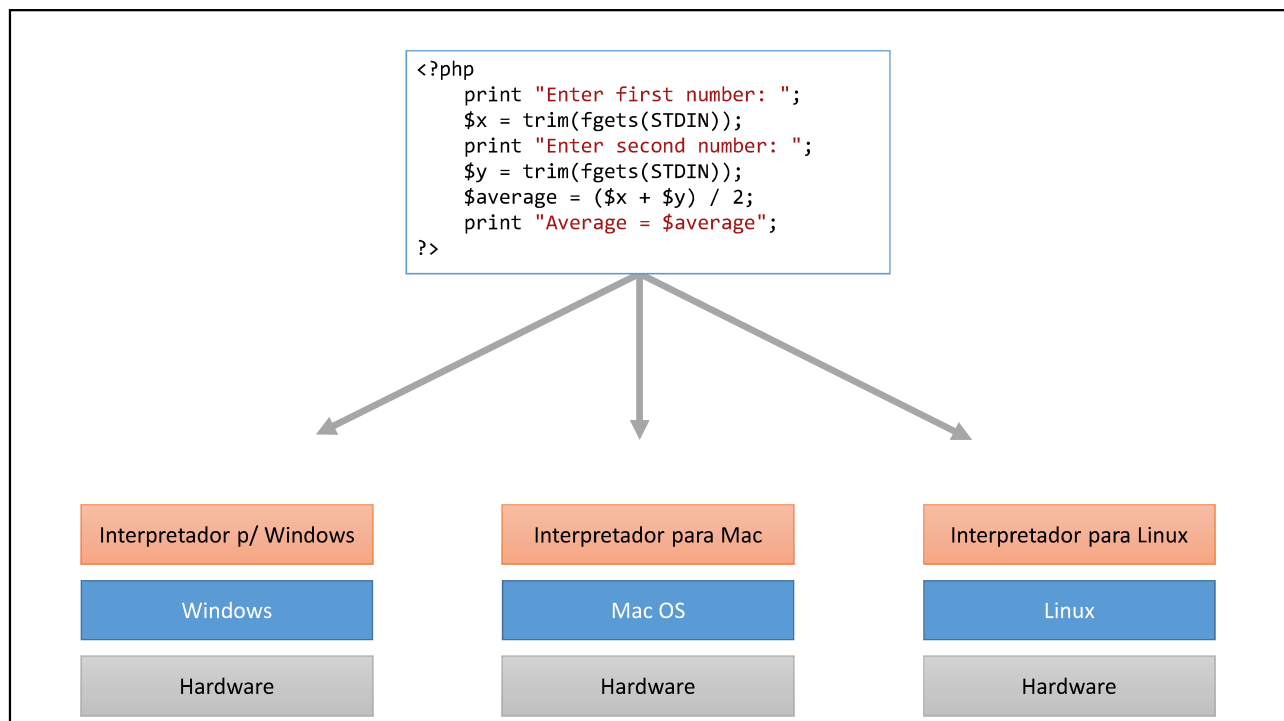 <?php
    print "Enter first number: ";
    $x = trim(fgets(STDIN));
    print "Enter second number: ";
    $y = trim(fgets(STDIN));
    $average = ($x + $y) / 2;
    print "Average = $average";
?>
Interpretador p/ Windows
Interpretador para Mac
Interpretador para Linux
Windows
Mac OS
Linux
Hardware
Hardware
Hardware